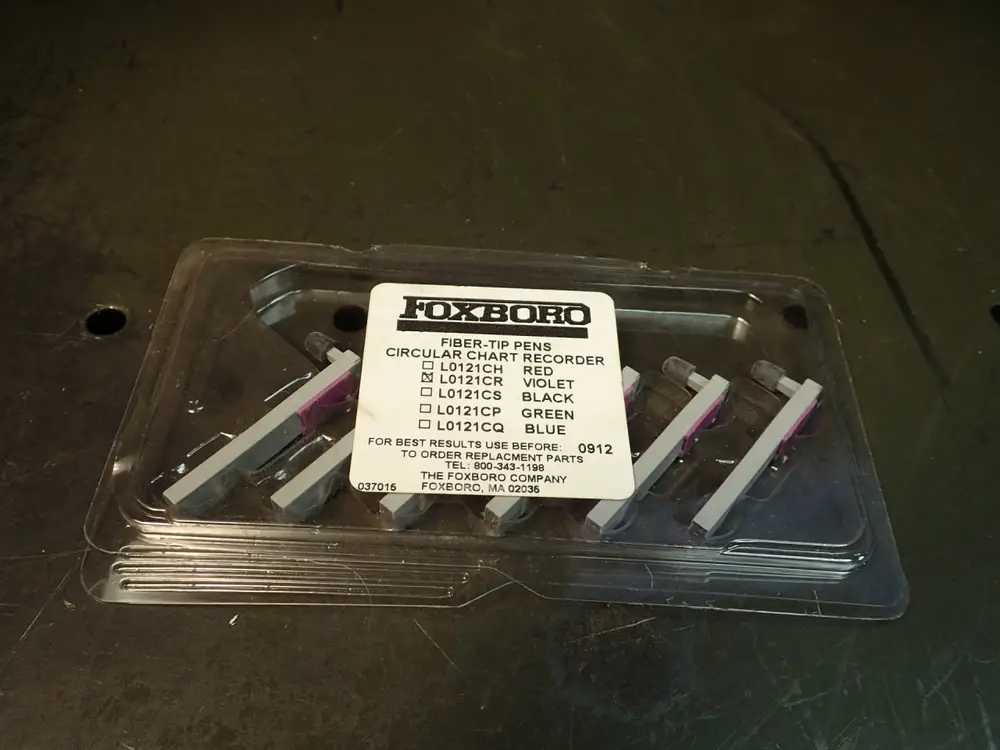 FOXBORO
FIBER-TIP PENS
CIRCULAR CHART RECORDER
☐ L0121CH RED
☒ L0121CR VIOLET
☐ L0121CS BLACK
☐ L0121CP GREEN
☐ L0121CQ BLUE
FOR BEST RESULTS USE BEFORE: 0912
TO ORDER REPLACMENT PARTS
TEL: 800-343-1198
THE FOXBORO COMPANY
037015 FOXBORO, MA 02035